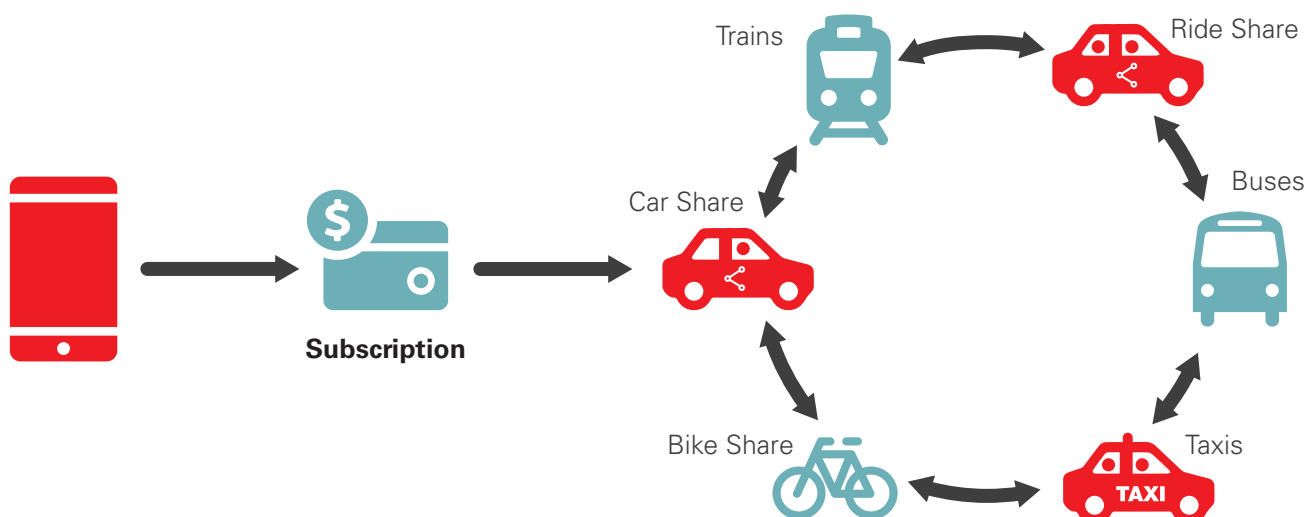 Trains
Ride Share
Car Share
Buses
$
Subscription
Bike Share
Taxis
TAXI